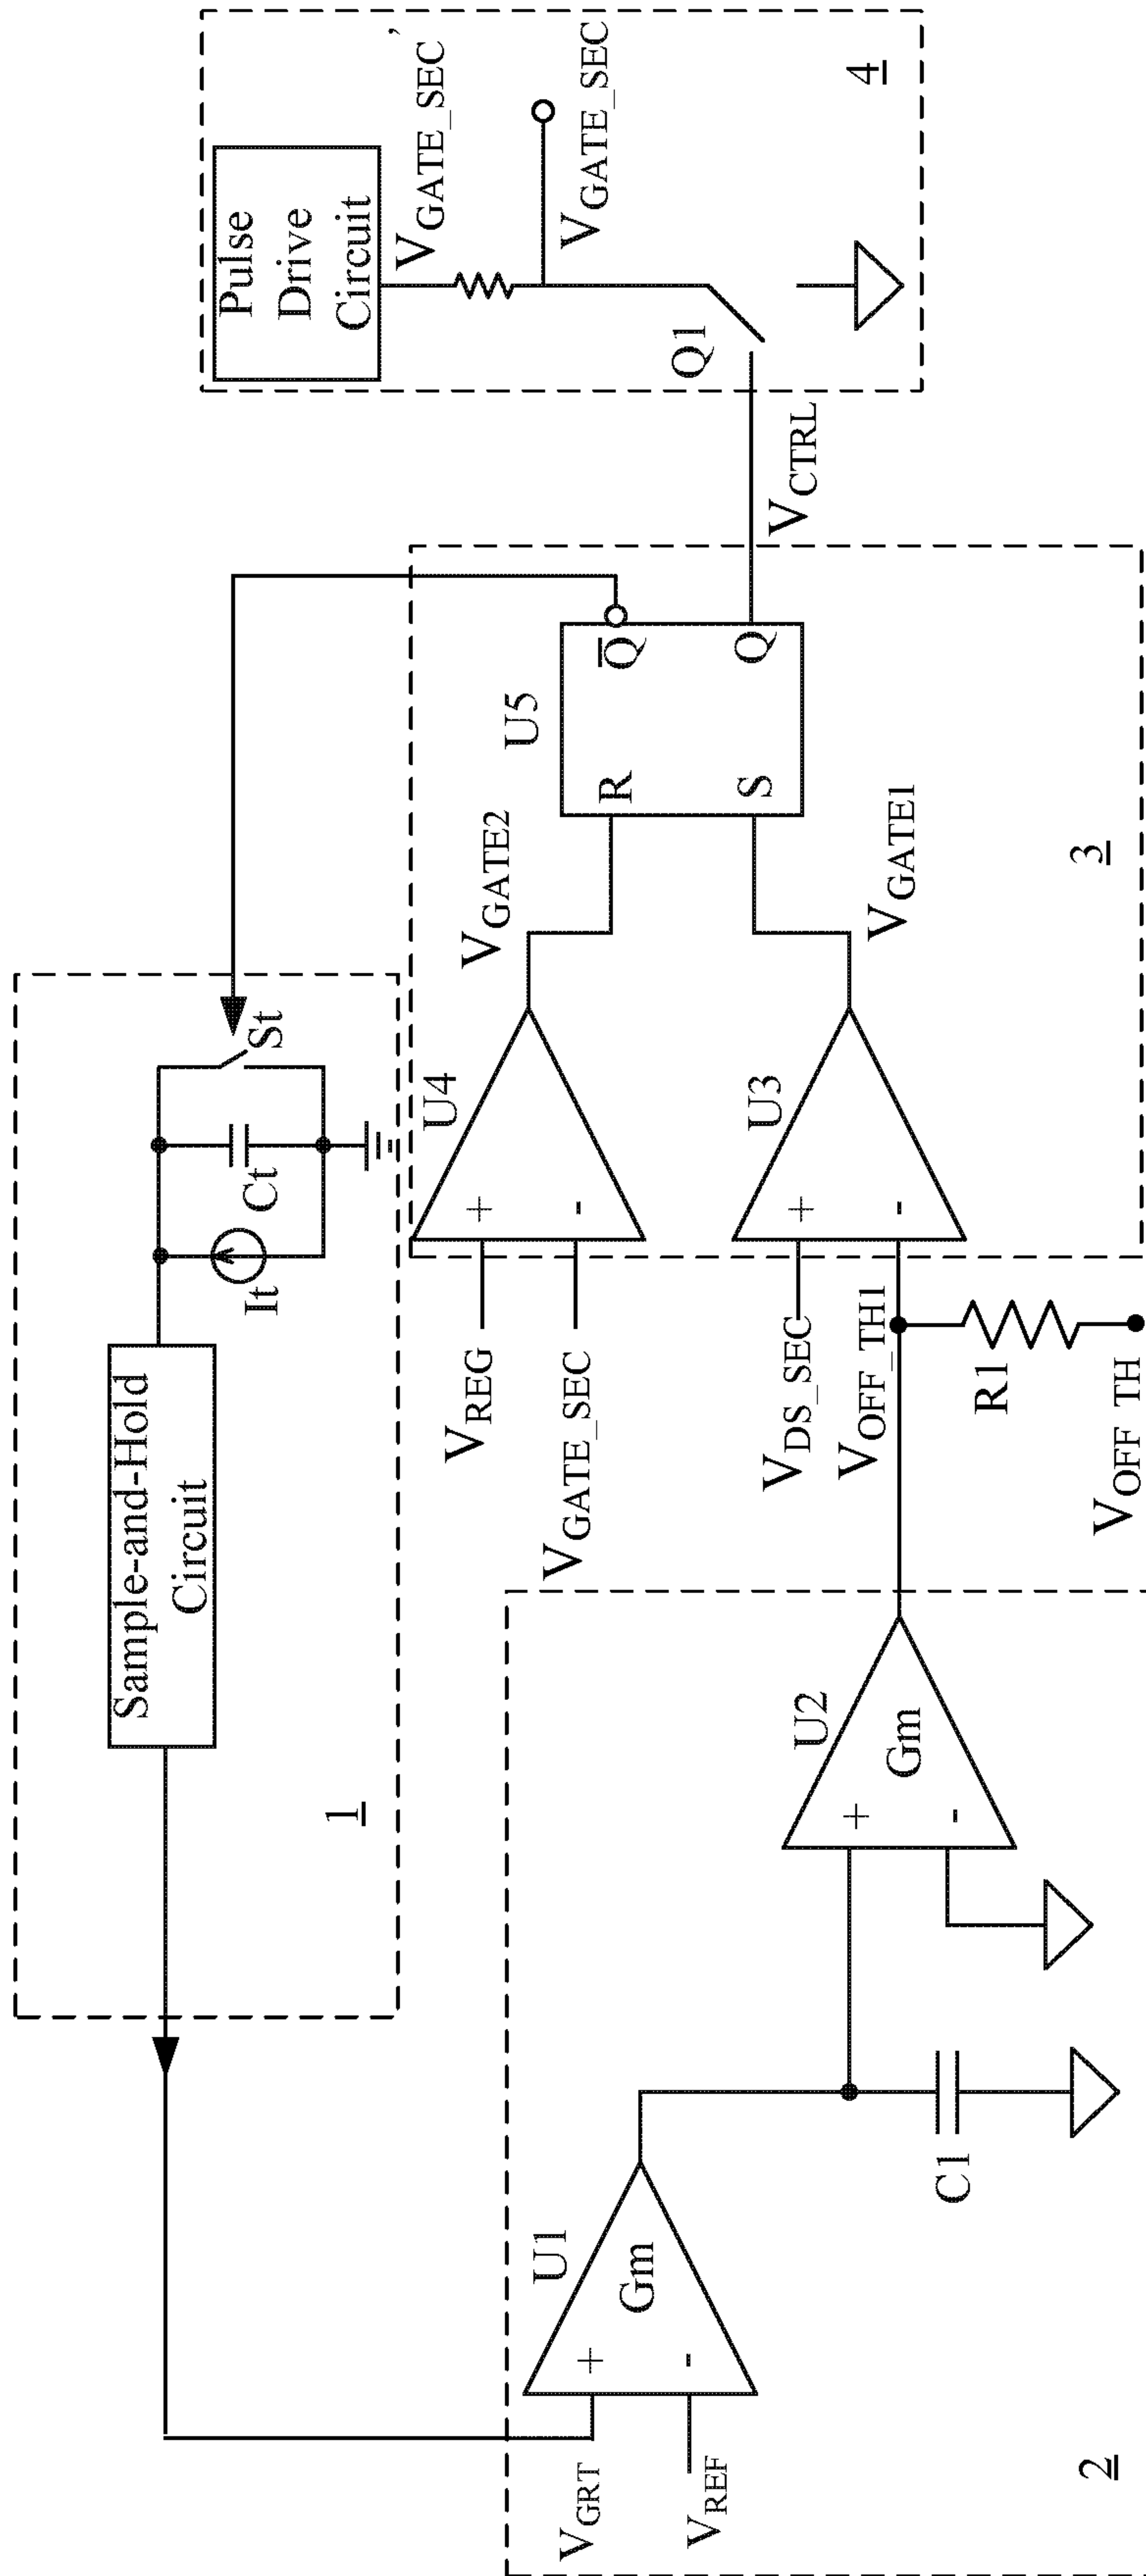 Sample-and-Hold
Circuit
It
Ct
St
1
Pulse
Drive
Circuit
VGATE_SEC'
VGATE_SEC
Q1
4
VREG
VGATE_SEC
+
-
U4
VGATE2
U5
R
S
Q̅
Q
VCTRL
VDS_SEC
VOFF_TH1
+
-
U3
VGATE1
3
R1
VOFF_TH
VGRT
VREF
+
-
U1
Gm
C1
+
-
U2
Gm
2